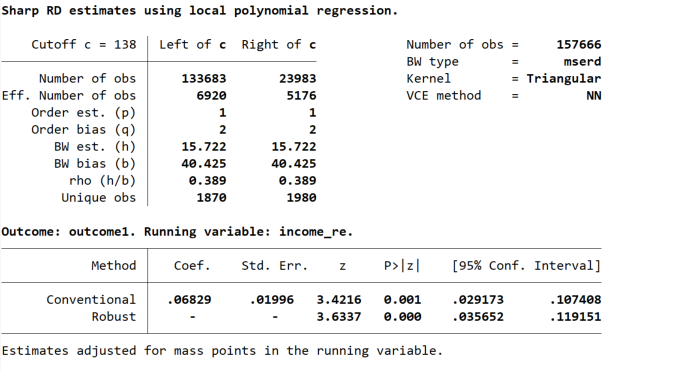 Sharp RD estimates using local polynomial regression.
Cutoff c = 138 | Left of c Right of c Number of obs = 157666
BW type = mserd
Number of obs 133683 23983 Kernel = Triangular
Eff. Number of obs 6920 5176 VCE method = NN
Order est. (p) 1 1
Order bias (q) 2 2
BW est. (h) 15.722 15.722
BW bias (b) 40.425 40.425
rho (h/b) 0.389 0.389
Unique obs 1870 1980
Outcome: outcome1. Running variable: income_re.
Method Coef. Std. Err. z P>|z| [95% Conf. Interval]
Conventional .06829 .01996 3.4216 0.001 .029173 .107408
Robust - - 3.6337 0.000 .035652 .119151
Estimates adjusted for mass points in the running variable.